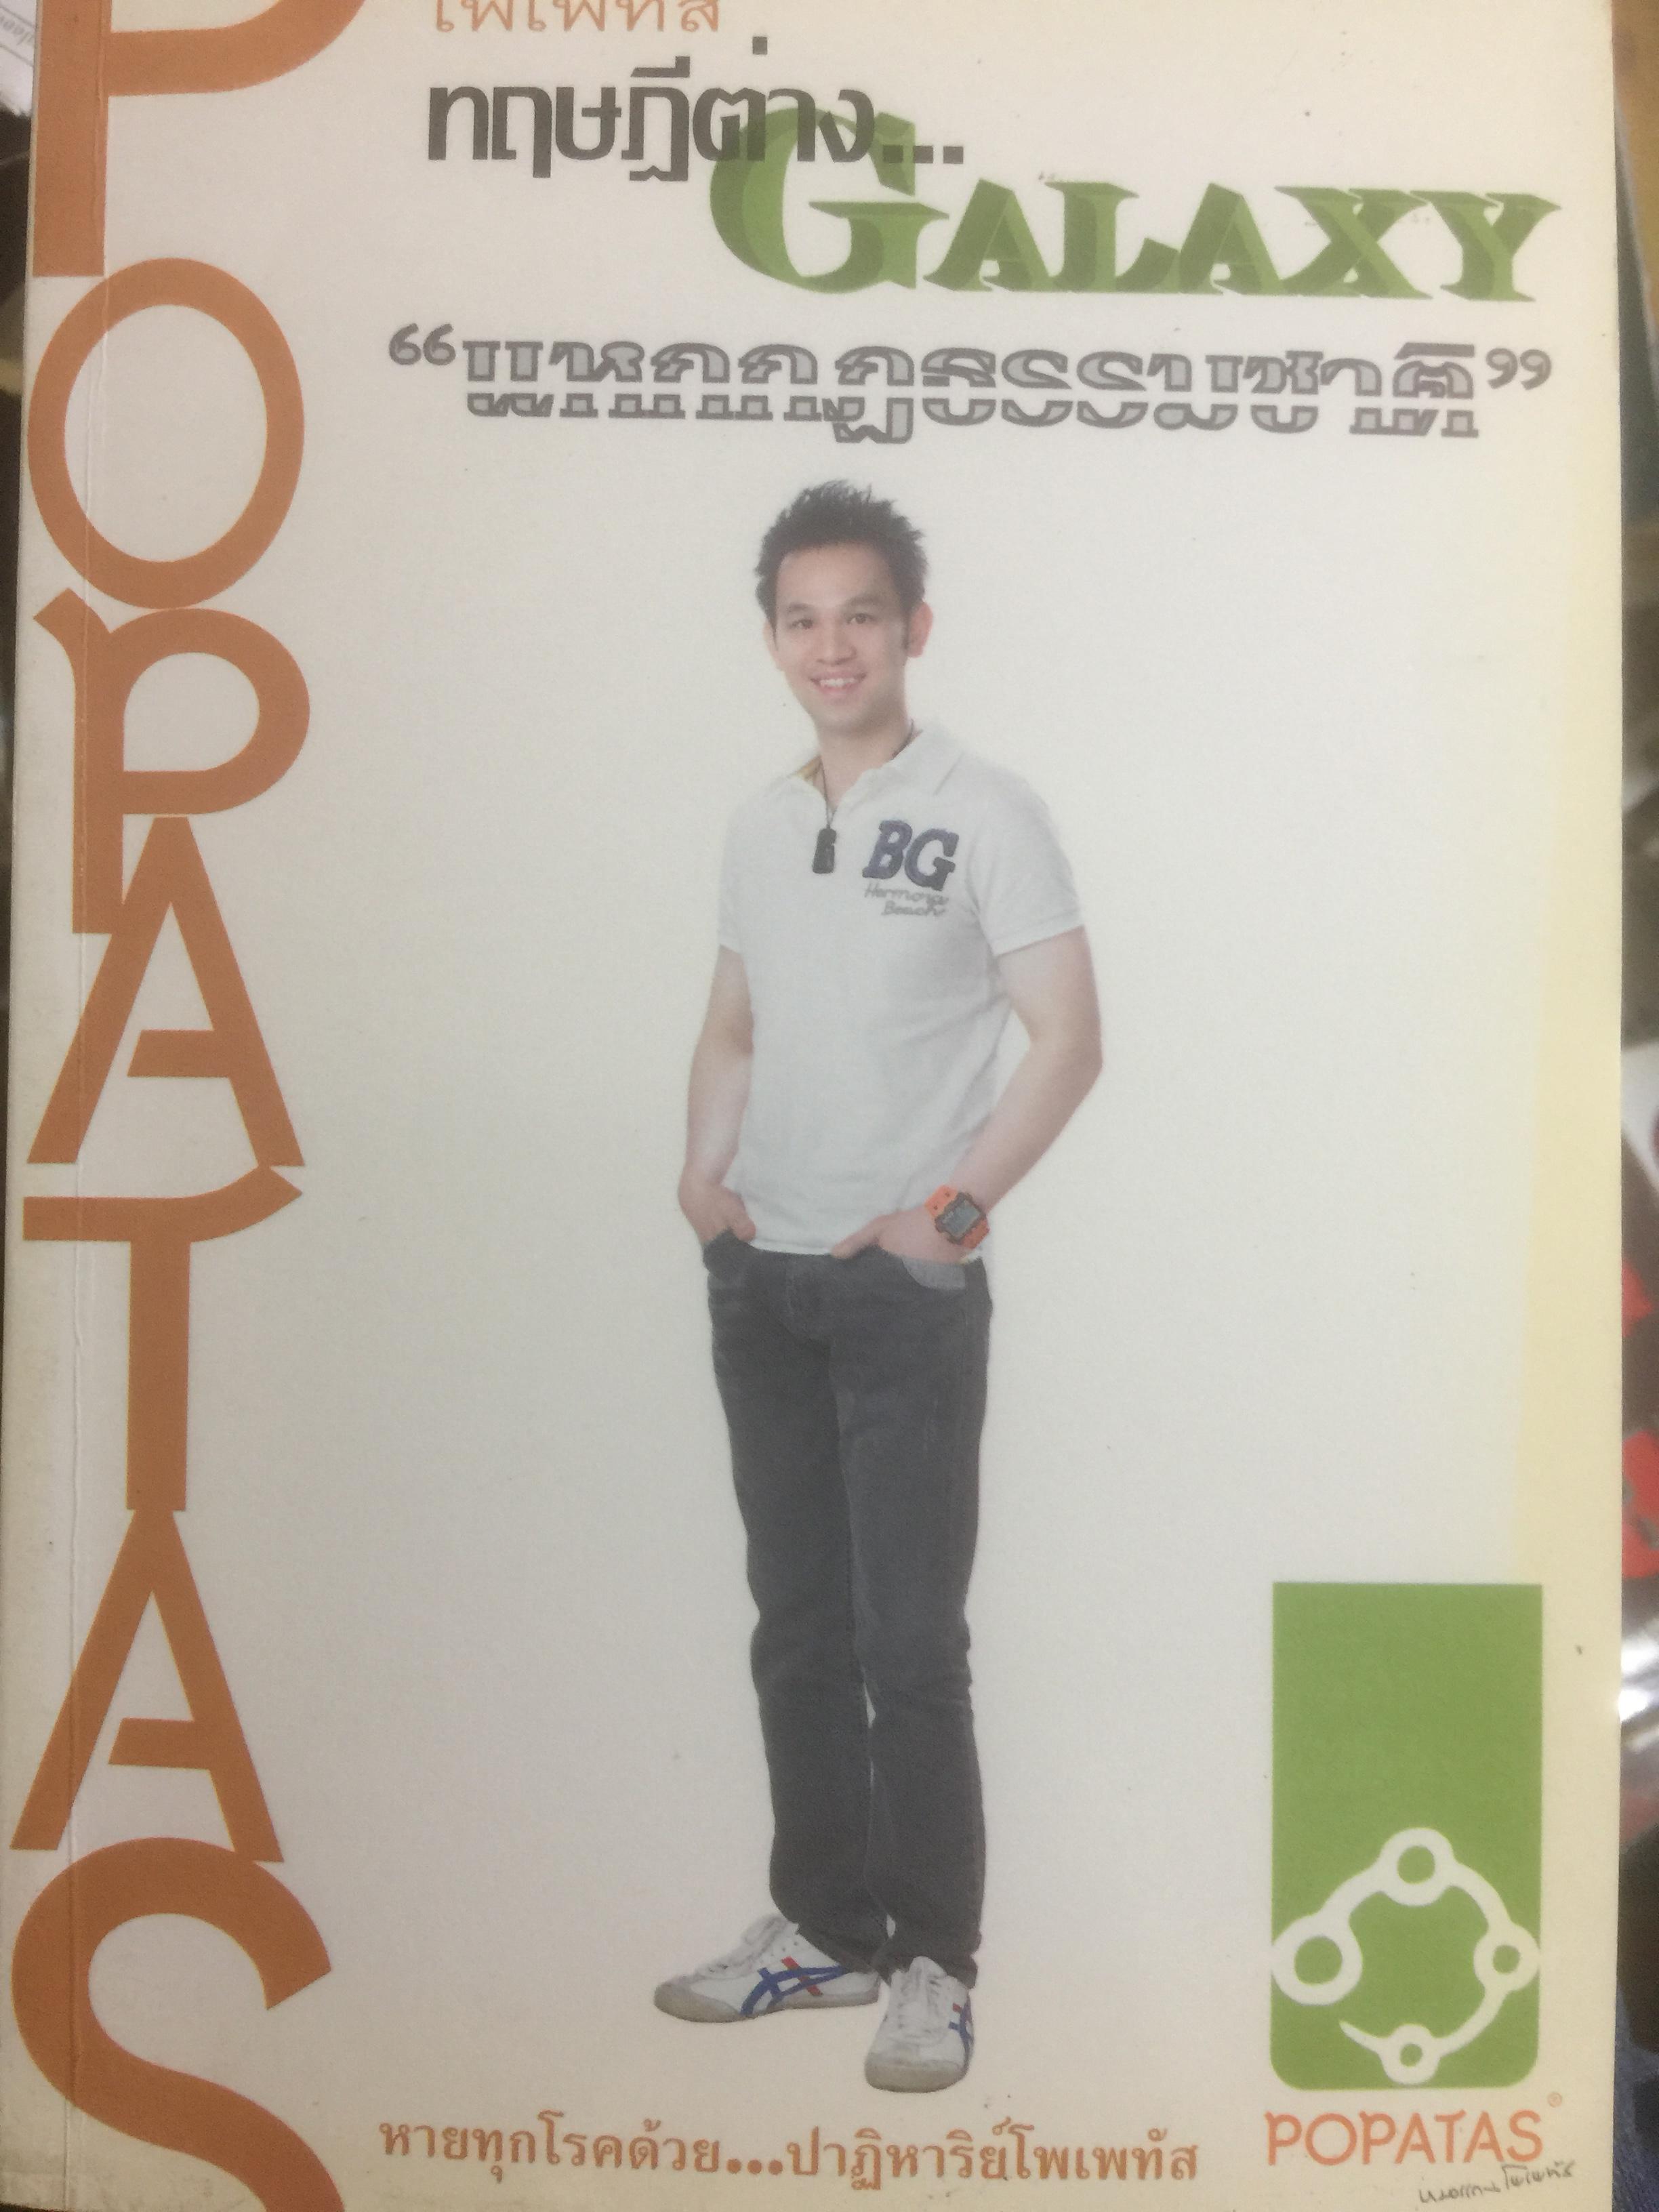 POPATAS
โพเพทัส
ทฤษฎีต่าง...
GALAXY
“แหกกฎธรรมชาติ”
BG
Harmony
Beach
หายทุกโรคด้วย...ปาฏิหาริย์โพเพทัส
POPATAS®